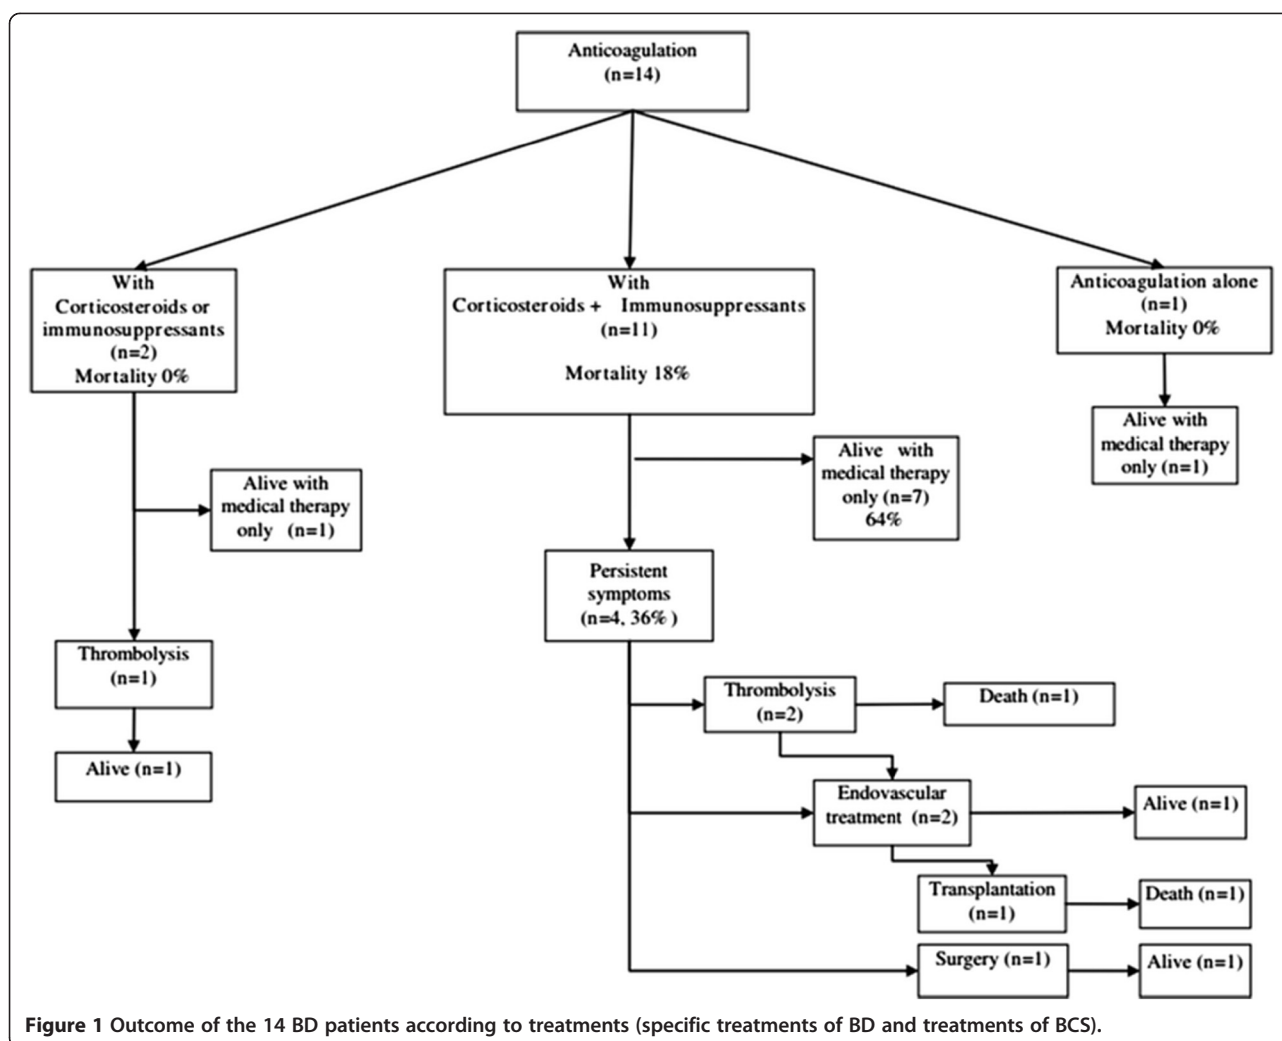 Anticoagulation
(n=14)
With
Corticosteroids or
immunosuppressants
(n=2)
Mortality 0%
With
Corticosteroids + Immunosuppressants
(n=11)
Mortality 18%
Anticoagulation alone
(n=1)
Mortality 0%
Alive with
medical therapy
only (n=1)
Alive with
medical therapy
only (n=7)
64%
Alive with
medical therapy
only (n=1)
Persistent
symptoms
(n=4, 36% )
Thrombolysis
(n=1)
Alive (n=1)
Thrombolysis
(n=2)
Death (n=1)
Endovascular
treatment (n=2)
Alive (n=1)
Transplantation
(n=1)
Death (n=1)
Surgery (n=1)
Alive (n=1)
Figure 1 Outcome of the 14 BD patients according to treatments (specific treatments of BD and treatments of BCS).